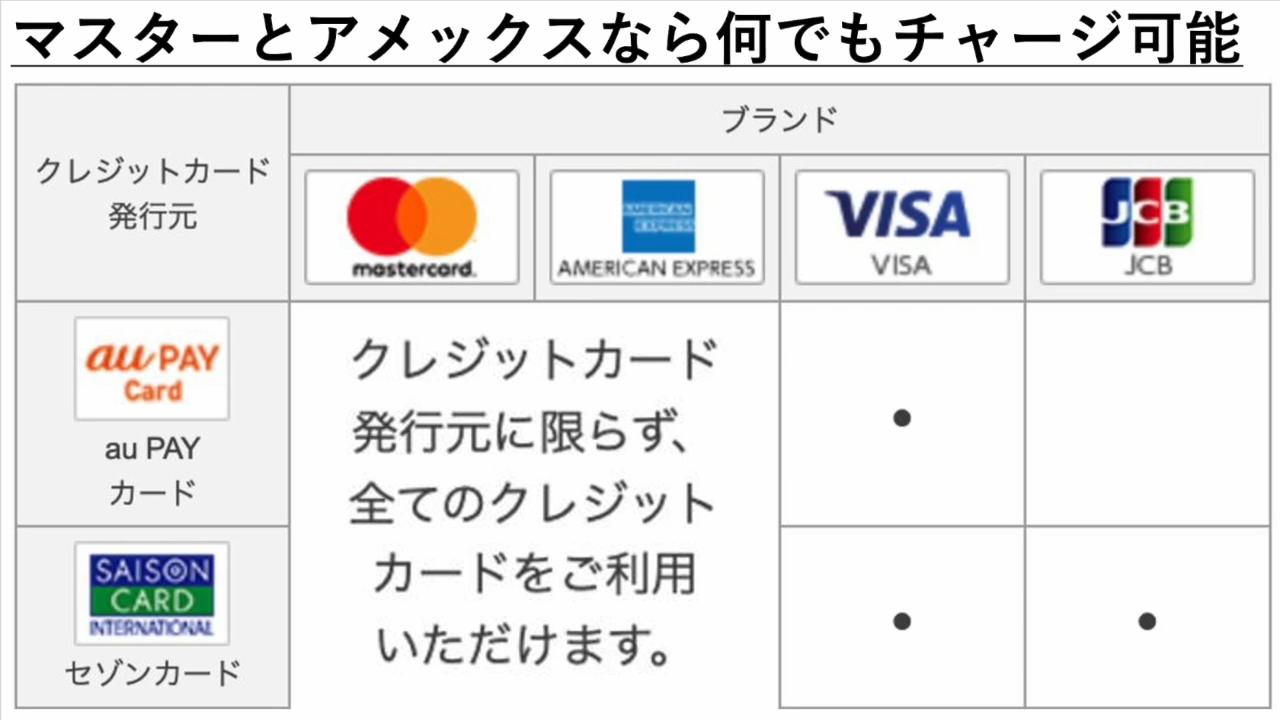 マスターとアメックスなら何でもチャージ可能
ブランド
クレジットカード
発行元
mastercard.
AMERICAN
EXPRESS
AMERICAN EXPRESS
VISA
VISA
JCB
JCB
au PAY
Card
au PAY
カード
クレジットカード
発行元に限らず、
全てのクレジット
カードをご利用
いただけます。
●
SAISON
CARD
INTERNATIONAL
セゾンカード
●
●